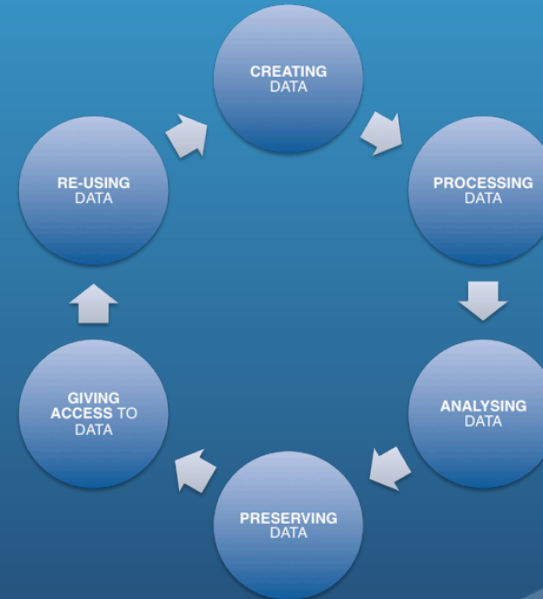 CREATING
DATA
PROCESSING
DATA
ANALYSING
DATA
PRESERVING
DATA
GIVING
ACCESS TO
DATA
RE-USING
DATA